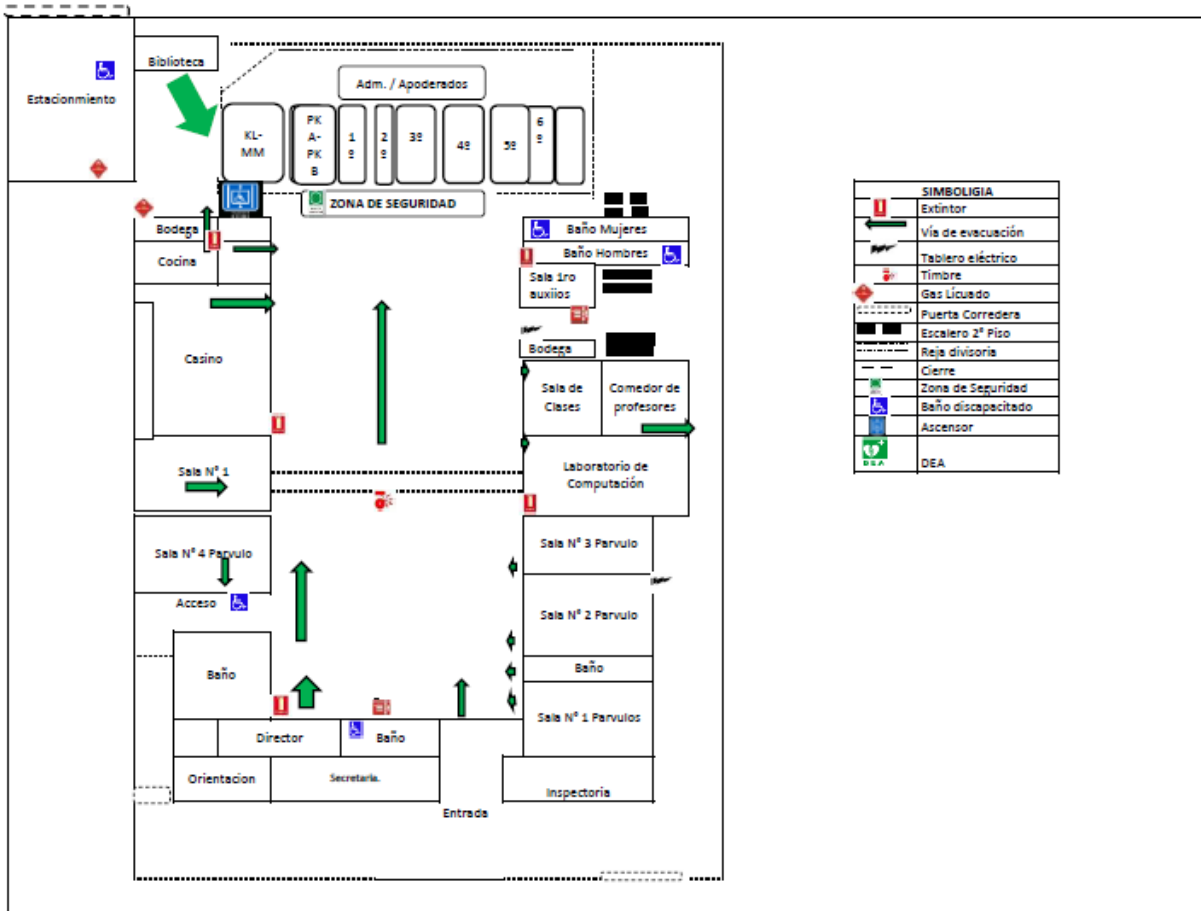 Biblioteca
Estacionmiento
Adm. / Apoderados
KL-
MM
PK
A-
PK
B
1
º
2
º
3º
4º
5º
6
º
ZONA DE SEGURIDAD
Bodega
Cocina
Casino
Sala N° 1
Sala N° 4 Parvulo
Acceso
Baño
Director
Baño
Orientacion
Secretaria.
Entrada
Baño Mujeres
Baño Hombres
Sala 1ro
auxiios
Bodega
Sala de
Clases
Comedor de
profesores
Laboratorio de
Computación
Sala N° 3 Parvulo
Sala N° 2 Parvulo
Baño
Sala N° 1 Parvulos
Inspectoria
SIMBOLIGIA
Extintor
Vía de evacuación
Tablero eléctrico
Timbre
Gas Licuado
Puerta Corredera
Escalero 2° Piso
Reja divisoria
Cierre
Zona de Seguridad
Baño discapacitado
Ascensor
DEA
DEA